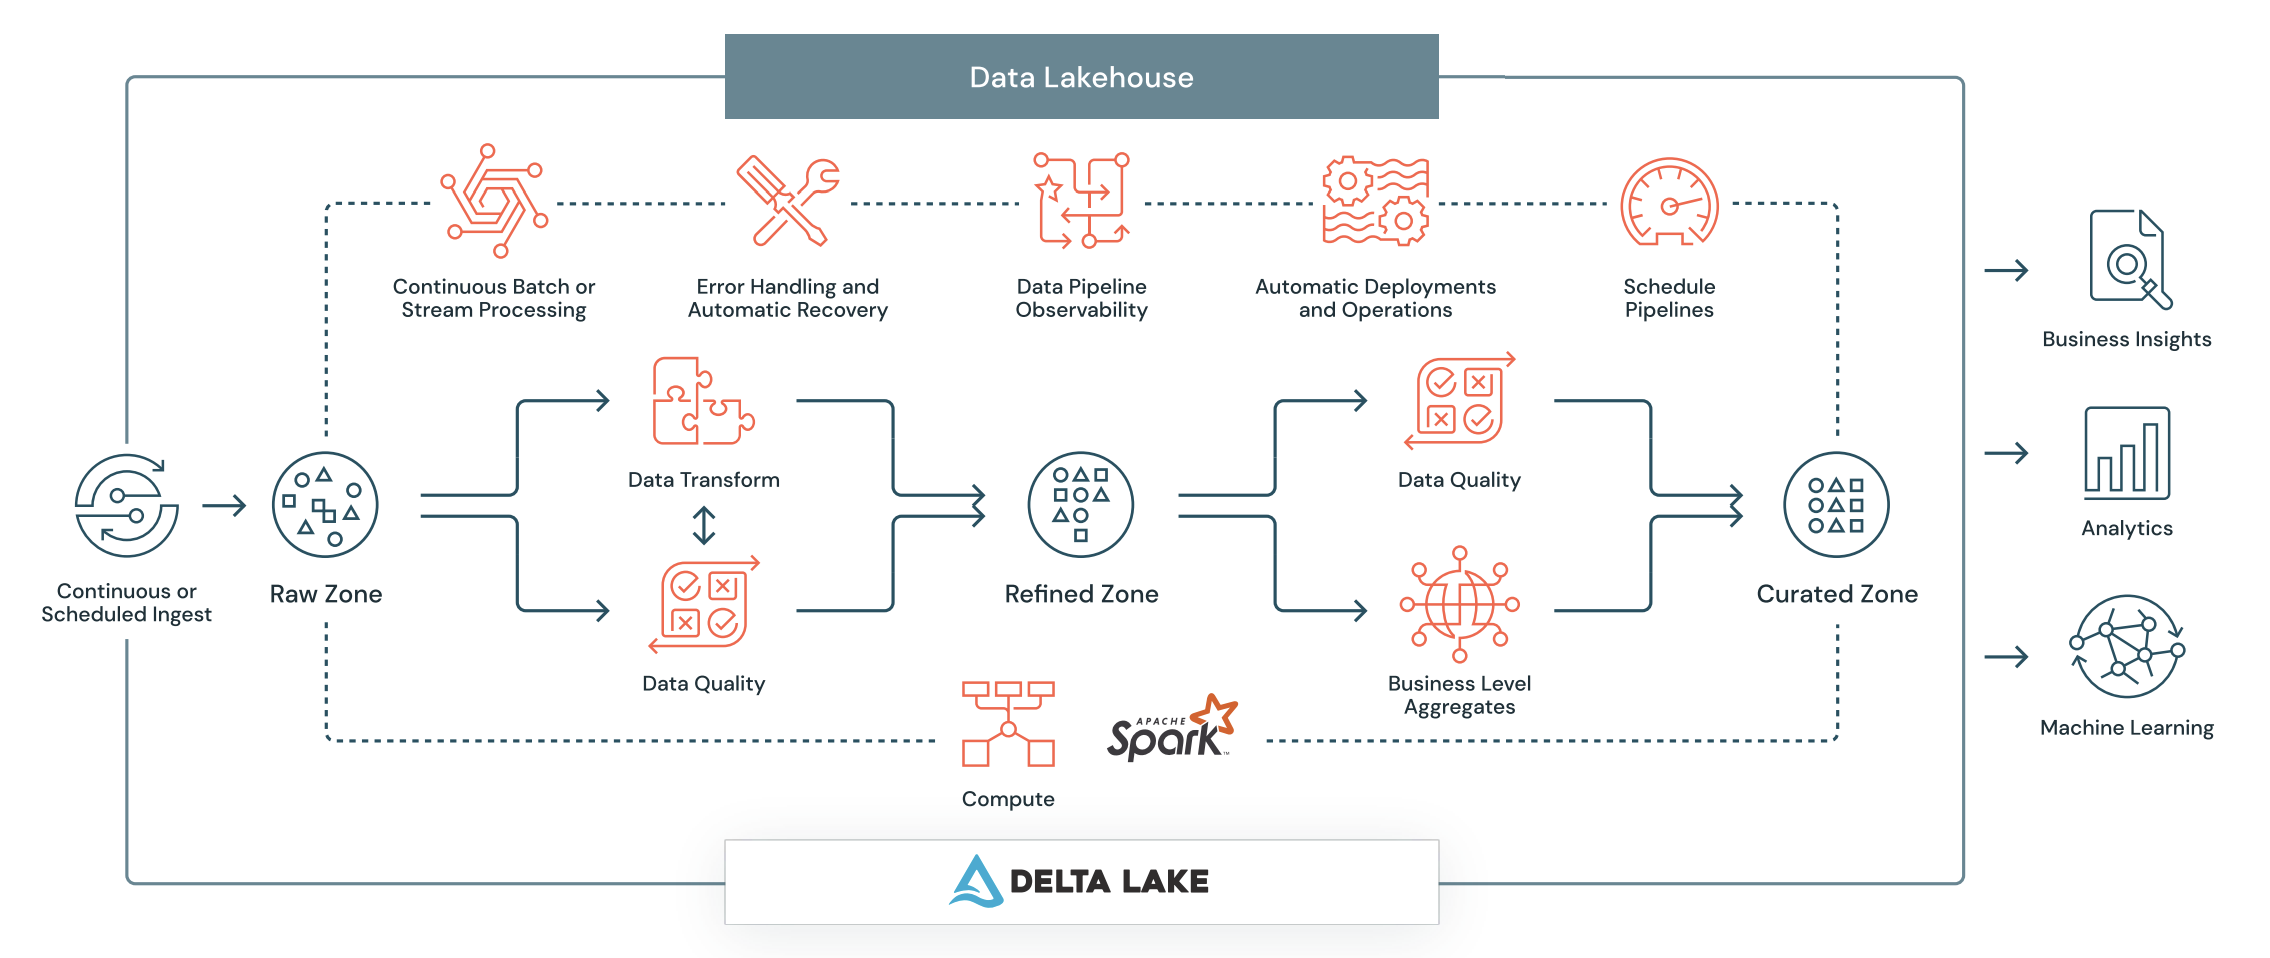 Data Lakehouse
Continuous Batch or
Stream Processing
Error Handling and
Automatic Recovery
Data Pipeline
Observability
Automatic Deployments
and Operations
Schedule
Pipelines
Business Insights
Data Transform
Data Quality
Analytics
Continuous or
Scheduled Ingest
Raw Zone
Refined Zone
Curated Zone
Data Quality
Business Level
Aggregates
Machine Learning
APACHE
Spark™
Compute
DELTA LAKE